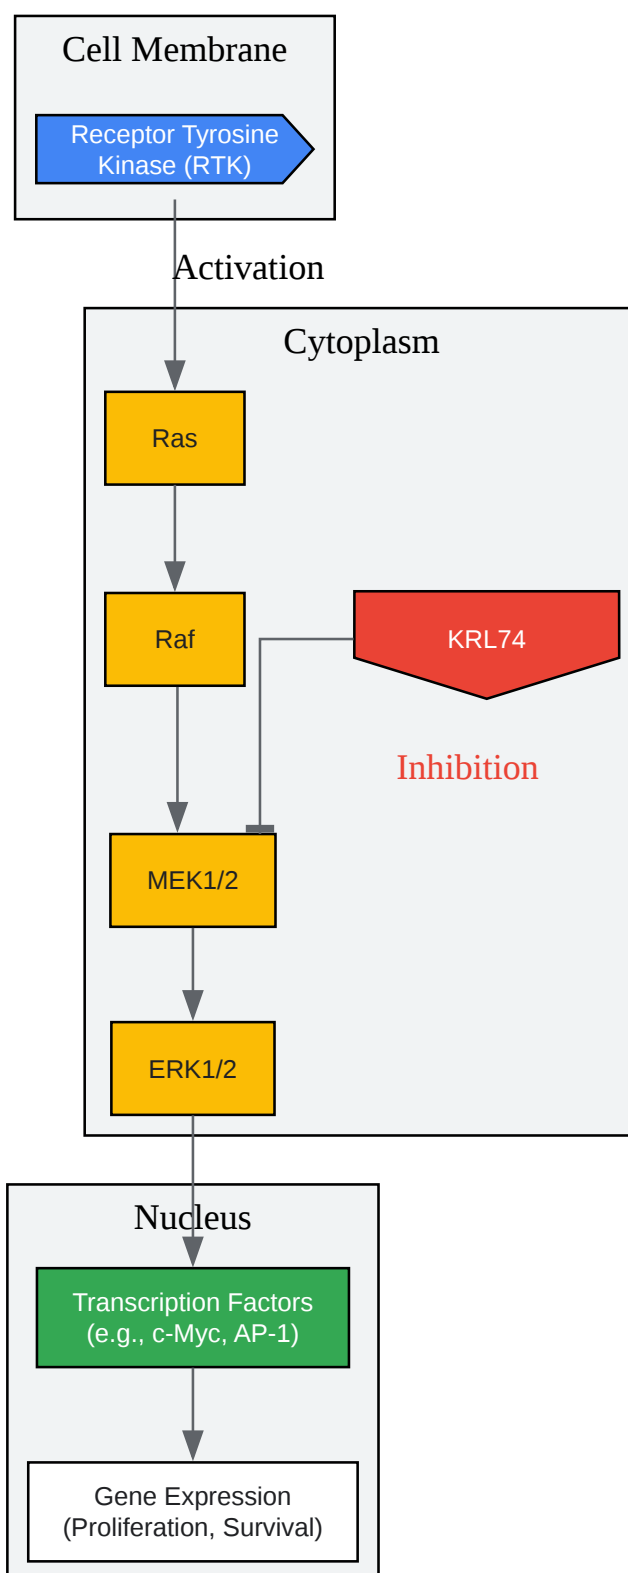 Cell Membrane
Receptor Tyrosine
Kinase (RTK)
Activation
Cytoplasm
Ras
Raf
KRL74
Inhibition
MEK1/2
ERK1/2
Nucleus
Transcription Factors
(e.g., c-Myc, AP-1)
Gene Expression
(Proliferation, Survival)